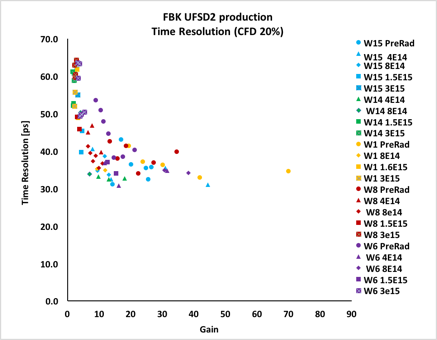 FBK UFSD2 production
Time Resolution (CFD 20%)
70.0
60.0
50.0
40.0
30.0
20.0
10.0
0.0
Time Resolution [ps]
0 10 20 30 40 50 60 70 80 90
Gain
W15 PreRad
W15 4E14
W15 8E14
W15 1.5E15
W15 3E15
W14 4E14
W14 8E14
W14 1.5E15
W14 3E15
W1 PreRad
W1 8E14
W1 1.6E15
W1 3E15
W8 PreRad
W8 4E14
W8 8e14
W8 1.5E15
W8 3e15
W6 PreRad
W6 4E14
W6 8E14
W6 1.5E15
W6 3e15